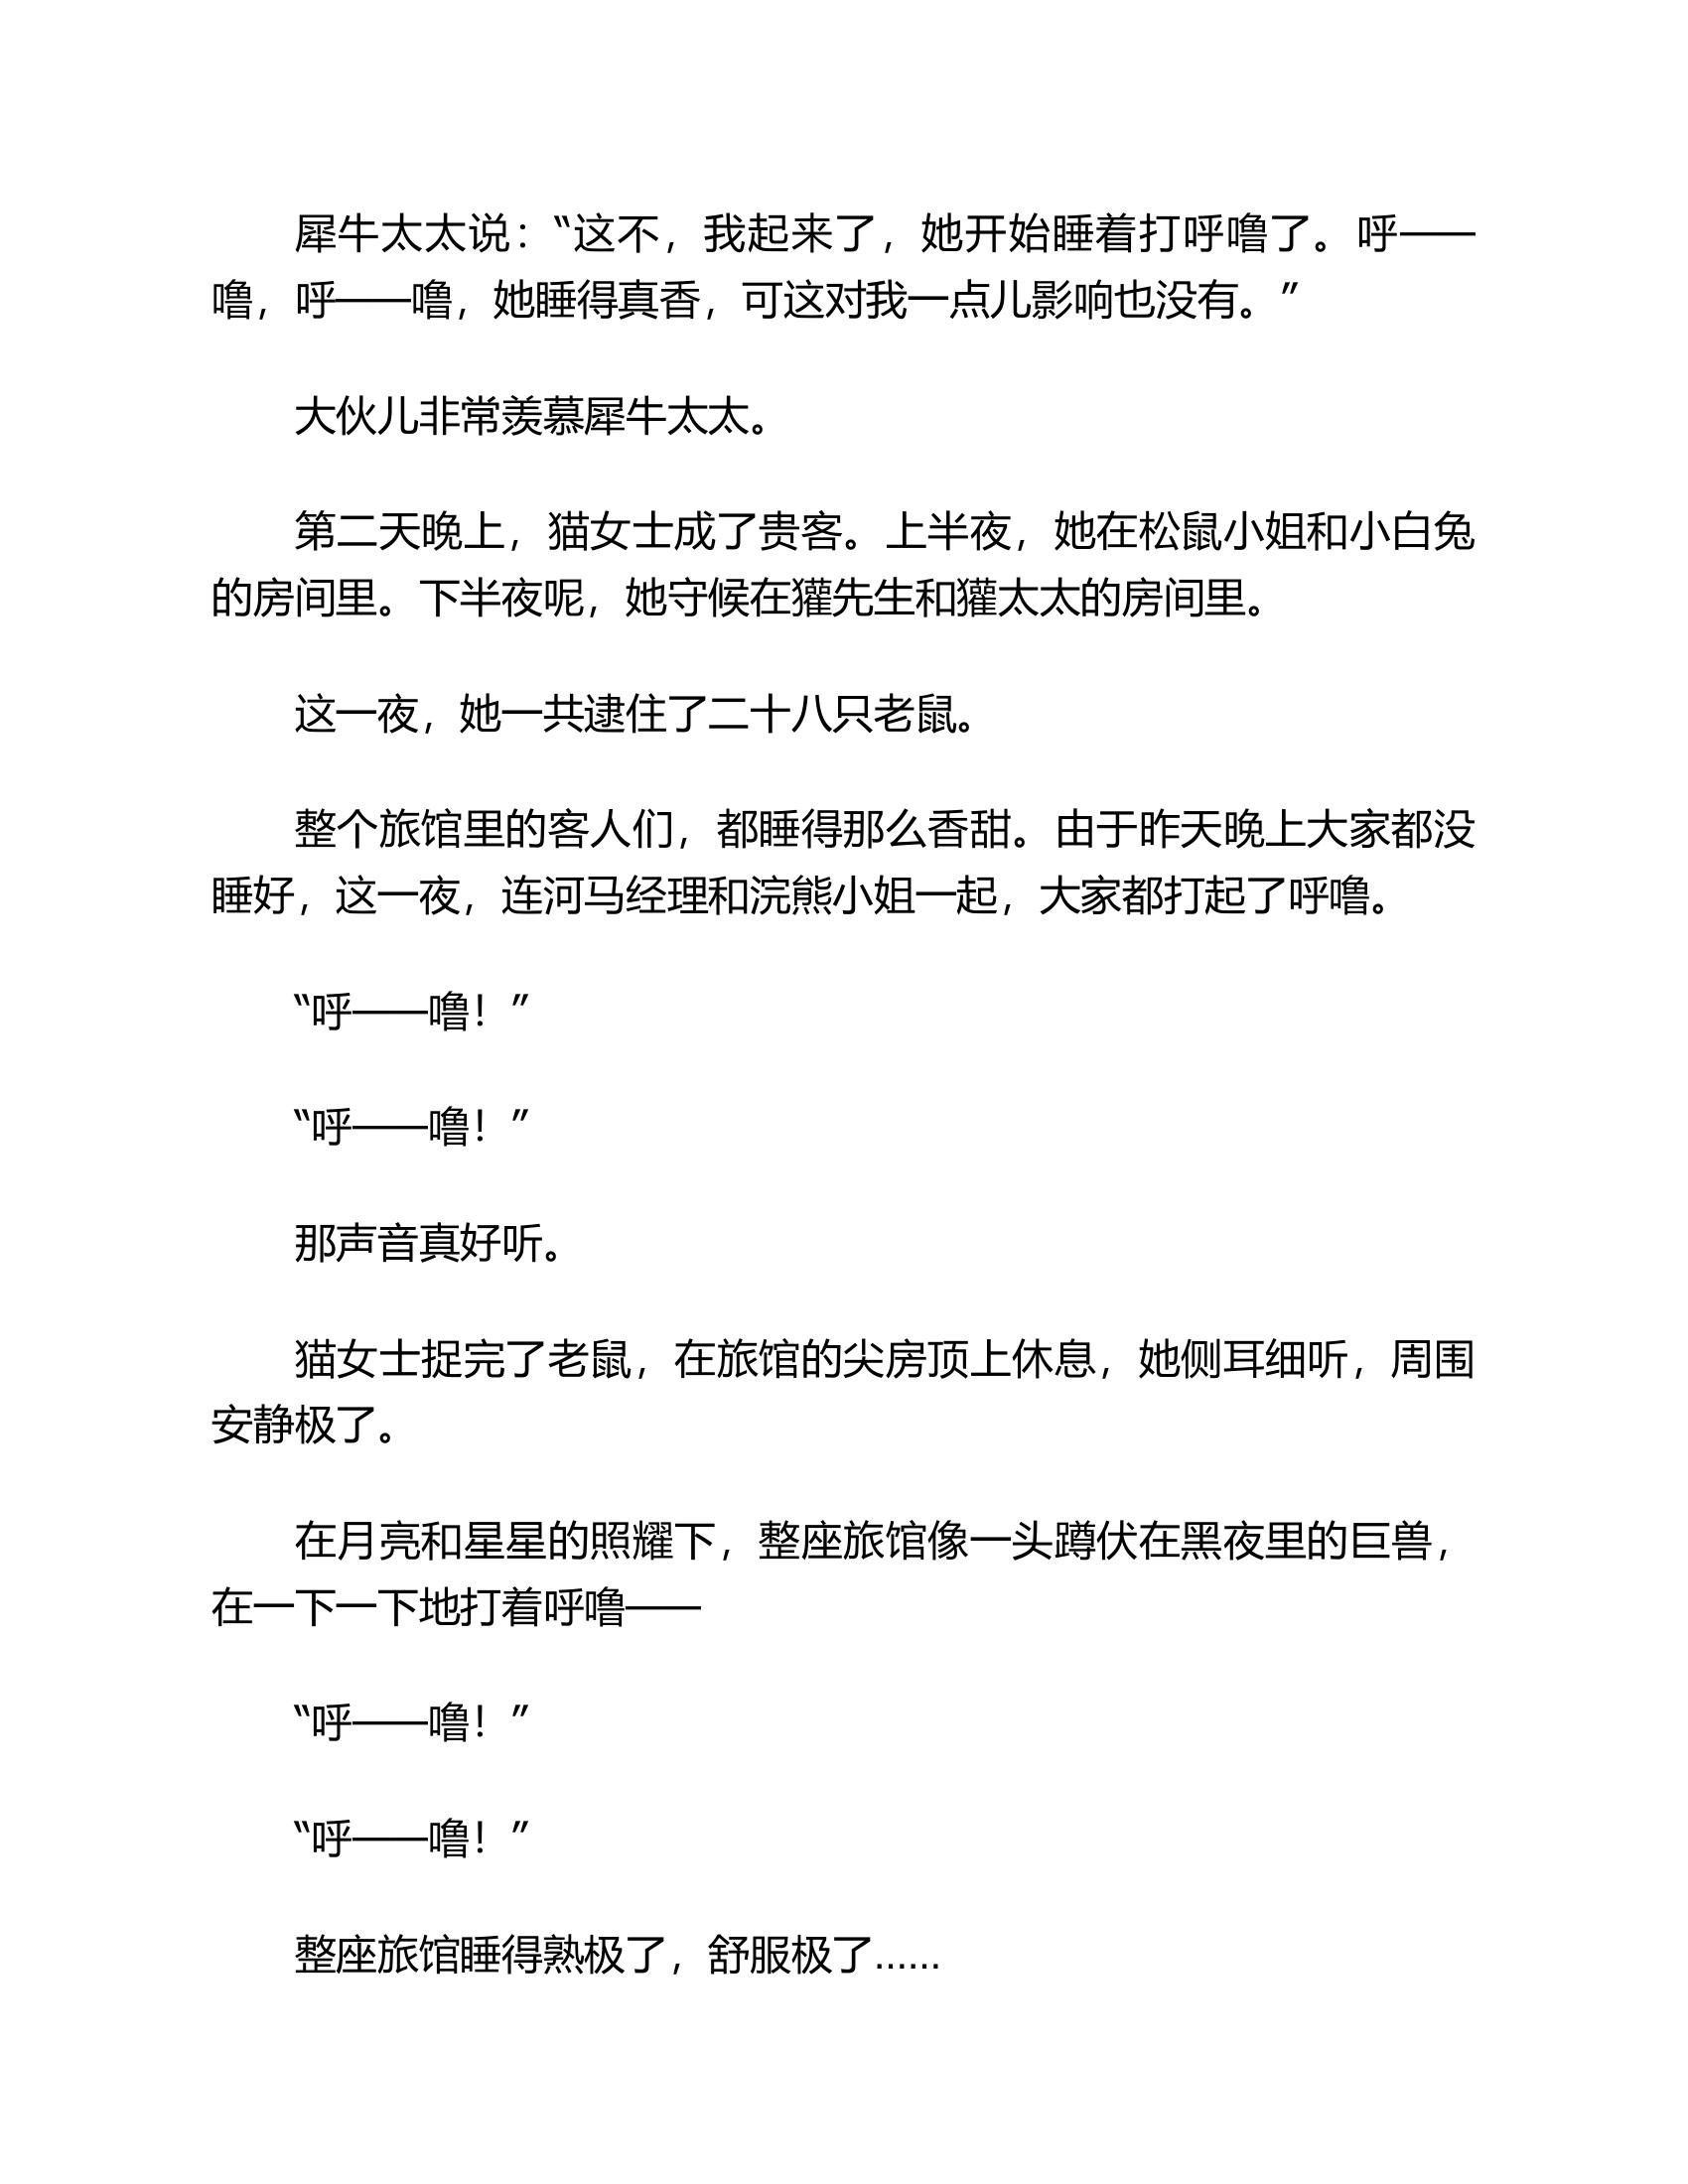 犀牛太太说：“这不，我起来了，她开始睡着打呼噜了。呼——
噜，呼——噜，她睡得真香，可这对我一点儿影响也没有。”
大伙儿非常羡慕犀牛太太。
第二天晚上，猫女士成了贵客。上半夜，她在松鼠小姐和小白兔
的房间里。下半夜呢，她守候在獾先生和獾太太的房间里。
这一夜，她一共逮住了二十八只老鼠。
整个旅馆里的客人们，都睡得那么香甜。由于昨天晚上大家都没
睡好，这一夜，连河马经理和浣熊小姐一起，大家都打起了呼噜。
“呼——噜！”
“呼——噜！”
那声音真好听。
猫女士捉完了老鼠，在旅馆的尖房顶上休息，她侧耳细听，周围
安静极了。
在月亮和星星的照耀下，整座旅馆像一头蹲伏在黑夜里的巨兽，
在一下一下地打着呼噜——
“呼——噜！”
“呼——噜！”
整座旅馆睡得熟极了，舒服极了……